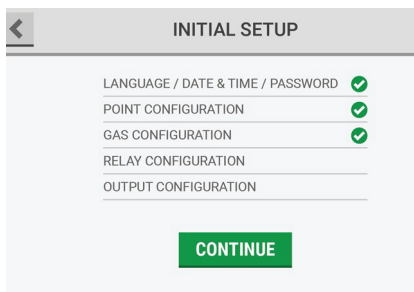 INITIAL SETUP
LANGUAGE / DATE & TIME / PASSWORD
POINT CONFIGURATION
GAS CONFIGURATION
RELAY CONFIGURATION
OUTPUT CONFIGURATION
CONTINUE